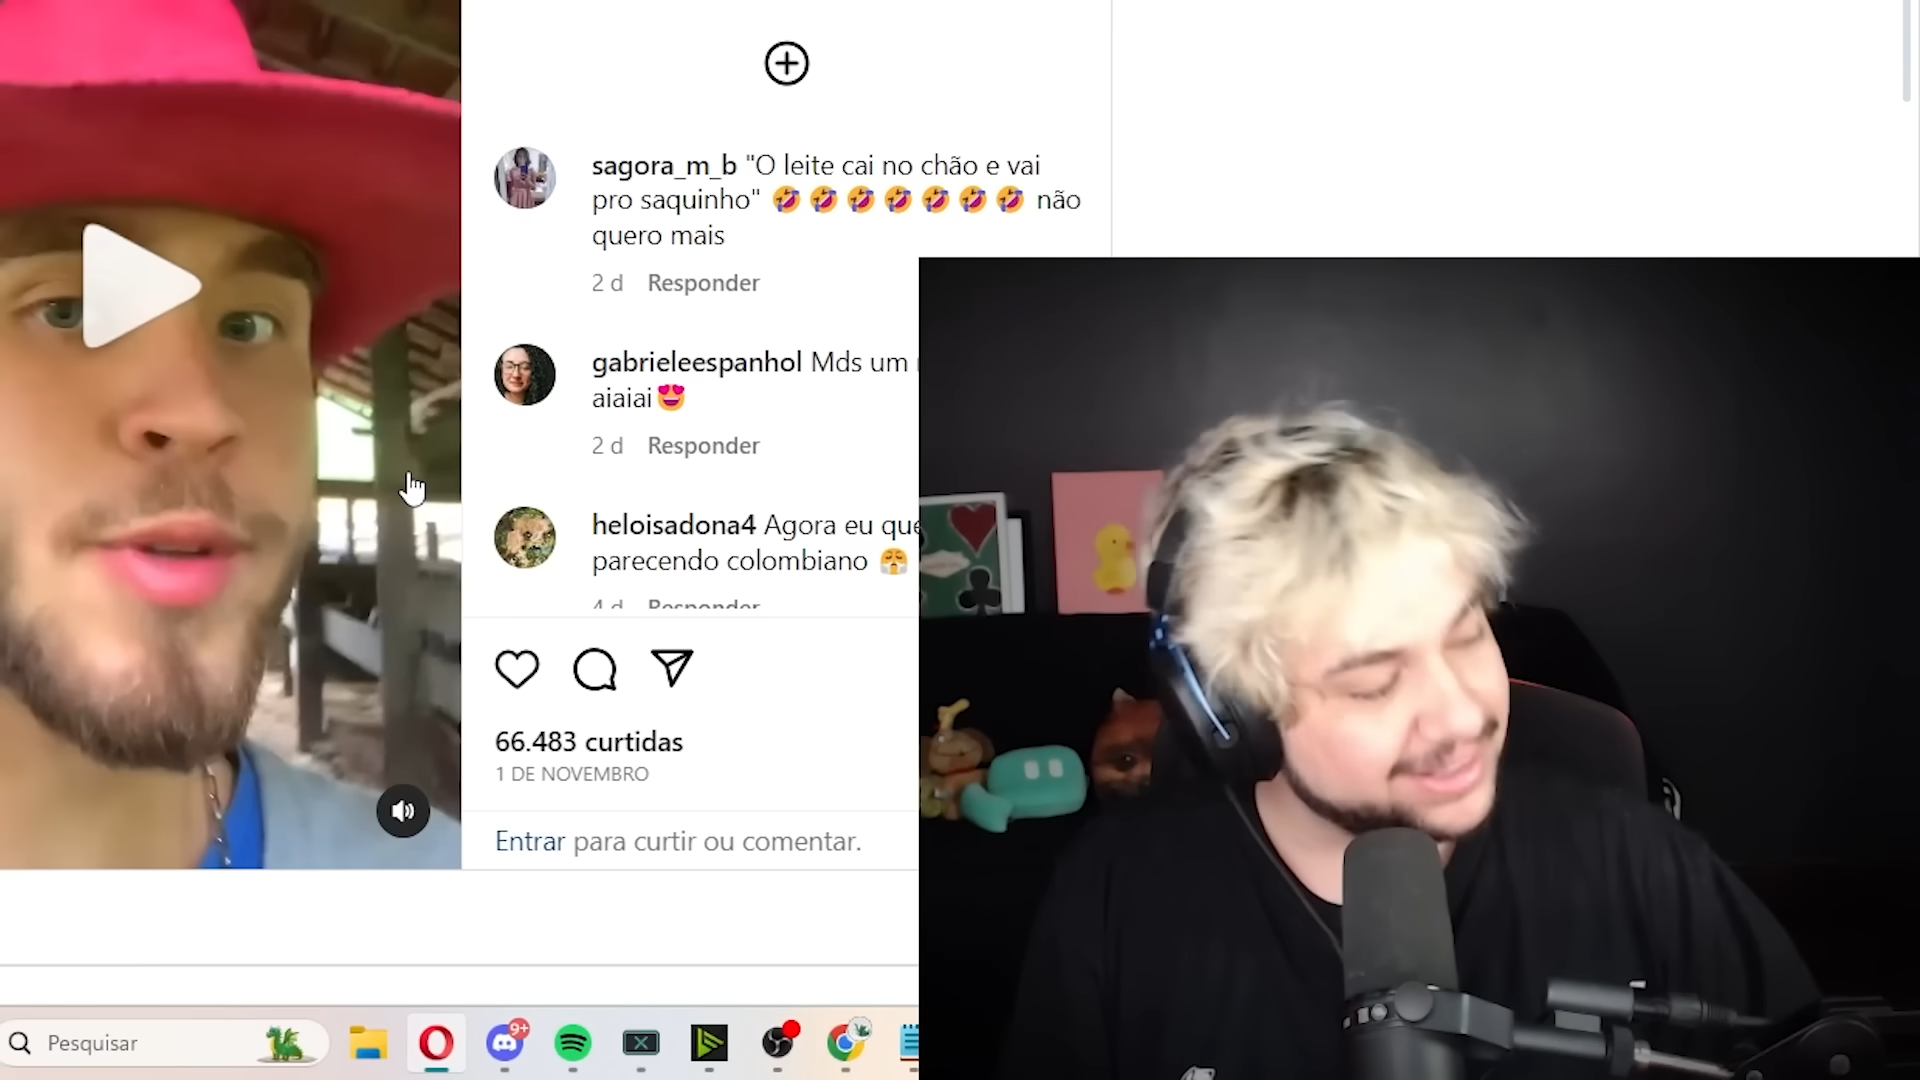 sagora_m_b "O leite cai no chão e vai
pro saquinho" 🤣🤣🤣🤣🤣🤣🤣 não
quero mais
2 d Responder
gabrieleespanhol Mds um
aiaiai😍
2 d Responder
heloisadona4 Agora eu que
parecendo colombiano 😤
4 d Responder
66.483 curtidas
1 DE NOVEMBRO
Entrar para curtir ou comentar.
Pesquisar
9+